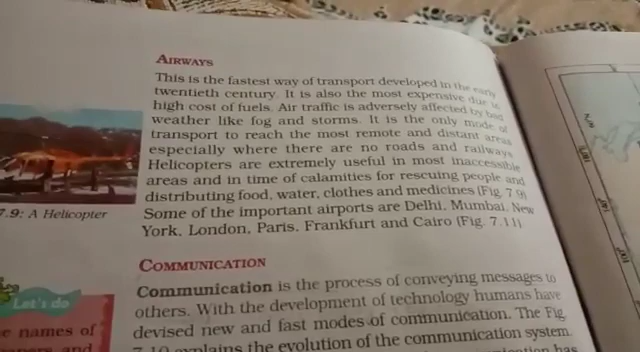 AIRWAYS
This is the fastest way of transport developed in the early
twentieth century. It is also the most expensive due to
high cost of fuels. Air traffic is adversely affected by bad
weather like fog and storms. It is the only mode of
transport to reach the most remote and distant areas
especially where there are no roads and railways.
Helicopters are extremely useful in most inaccessible
areas and in time of calamities for rescuing people and
distributing food, water, clothes and medicines (Fig. 7.9)
Some of the important airports are Delhi, Mumbai, New
York, London, Paris, Frankfurt and Cairo (Fig. 7.11)
7.9: A Helicopter
COMMUNICATION
Communication is the process of conveying messages to
others. With the development of technology humans have
devised new and fast modes of communication. The Fig.
7.10 explains the evolution of the communication system.
has
Let's do
names of
and